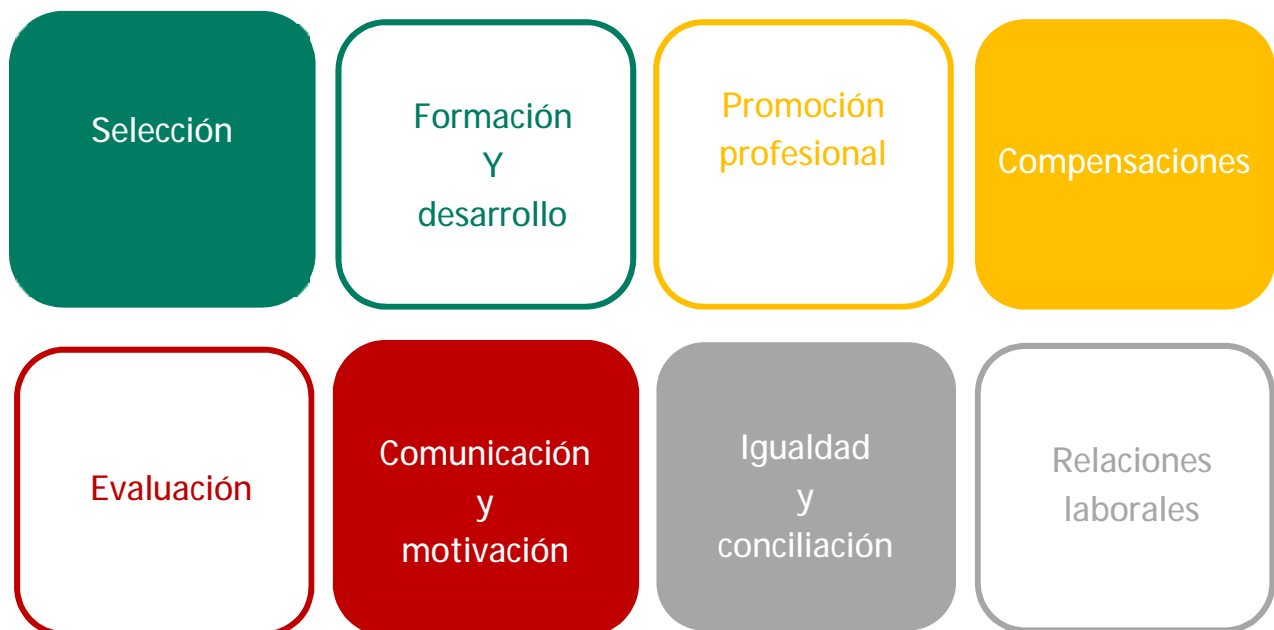 Selección
Formación
Y
desarrollo
Promoción
profesional
Compensaciones
Evaluación
Comunicación
y
motivación
Igualdad
y
conciliación
Relaciones
laborales